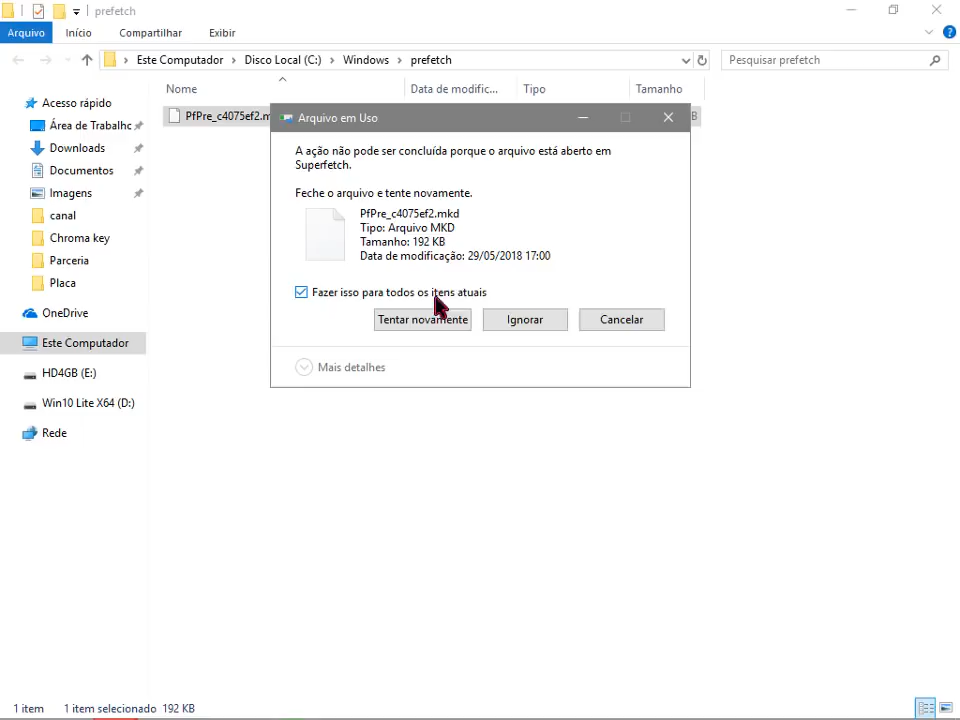 prefetch
Arquivo
Início
Compartilhar
Exibir
?
Este Computador > Disco Local (C:) > Windows > prefetch
Pesquisar prefetch
Nome
Data de modific...
Tipo
Tamanho
Acesso rápido
Área de Trabalho
Downloads
Documentos
Imagens
canal
Chroma key
Parceria
Placa
OneDrive
Este Computador
HD4GB (E:)
Win10 Lite X64 (D:)
Rede
PfPre_c4075ef2.m
B
Arquivo em Uso
A ação não pode ser concluída porque o arquivo está aberto em
Superfetch.
Feche o arquivo e tente novamente.
PfPre_c4075ef2.mkd
Tipo: Arquivo MKD
Tamanho: 192 KB
Data de modificação: 29/05/2018 17:00
Fazer isso para todos os itens atuais
Tentar novamente
Ignorar
Cancelar
Mais detalhes
1 item
1 item selecionado 192 KB